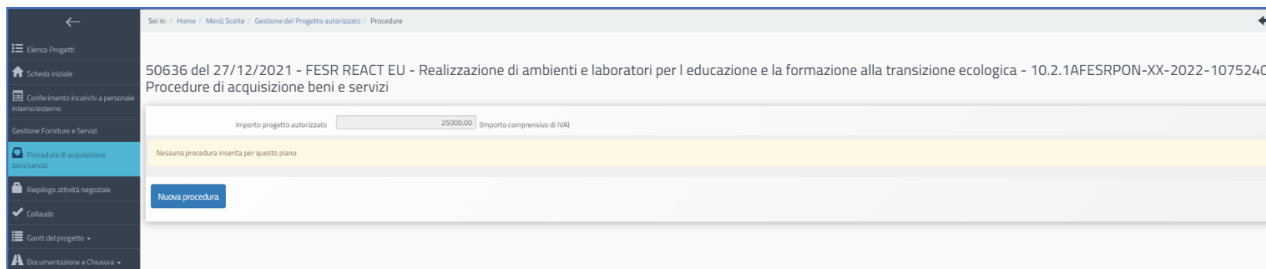 Sei in: / Home / Menù Scelte / Gestione del Progetto autorizzato / Procedure
Elenco Progetti
Scheda iniziale
Conferimento incarichi a personale
interno/esterno
Gestione Forniture e Servizi
Procedure di acquisizione
beni/servizi
Riepilogo attività negoziale
Collaudo
Gantt del progetto
Documentazione e Chiusura
50636 del 27/12/2021 - FESR REACT EU - Realizzazione di ambienti e laboratori per l educazione e la formazione alla transizione ecologica - 10.2.1AFESRPON-XX-2022-1075240
Procedure di acquisizione beni e servizi
Importo progetto autorizzato 25000,00 (Importo comprensivo di IVA)
Nessuna procedura inserita per questo piano
Nuova procedura